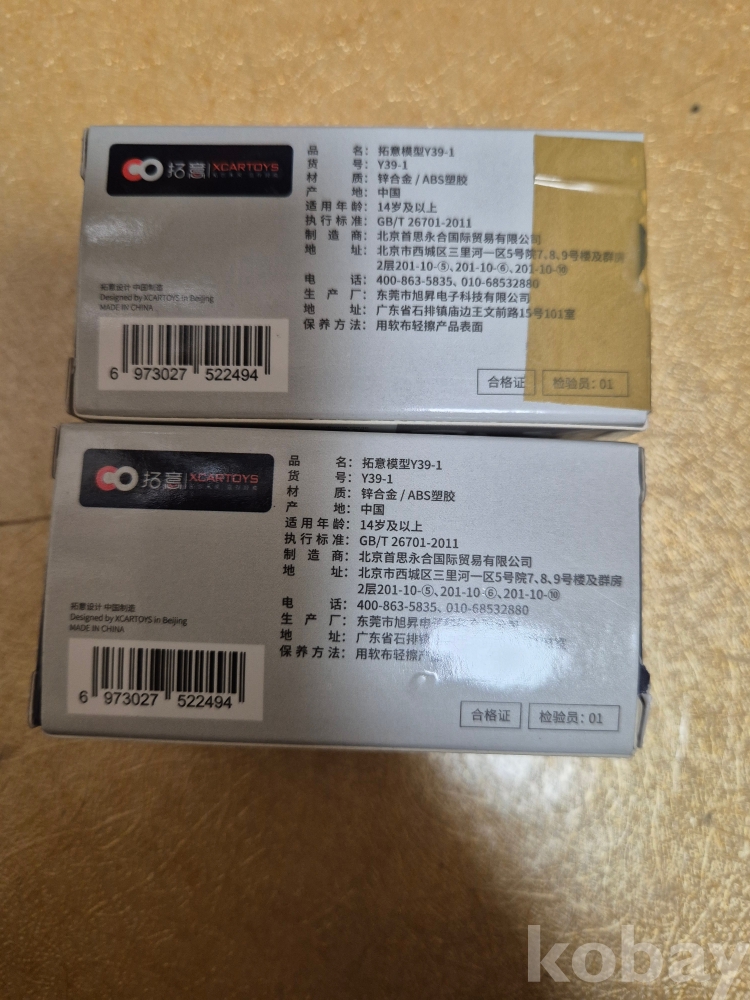 拓意 XCARTOYS
品 名: 拓意模型Y39-1
货 号: Y39-1
材 质: 锌合金 / ABS塑胶
产 地: 中国
适用年龄: 14岁及以上
执行标准: GB/T 26701-2011
制 造 商: 北京首思永合国际贸易有限公司
地 址: 北京市西城区三里河一区5号院7、8、9号楼及群房
2层201-10-⑤、201-10-⑥、201-10-⑩
电 话: 400-863-5835、010-68532880
生 产 厂: 东莞市旭昇电子科技有限公司
地 址: 广东省石排镇庙边王文前路15号101室
保养方法: 用软布轻擦产品表面
拓意设计 中国制造
Designed by XCARTOYS in Beijing
MADE IN CHINA
6 973027 522494
合格证 检验员: 01
拓意 XCARTOYS
品 名: 拓意模型Y39-1
货 号: Y39-1
材 质: 锌合金 / ABS塑胶
产 地: 中国
适用年龄: 14岁及以上
执行标准: GB/T 26701-2011
制 造 商: 北京首思永合国际贸易有限公司
地 址: 北京市西城区三里河一区5号院7、8、9号楼及群房
2层201-10-⑤、201-10-⑥、201-10-⑩
电 话: 400-863-5835、010-68532880
生 产 厂: 东莞市旭昇
地 址: 广东省石排镇
保养方法: 用软布轻擦产
拓意设计 中国制造
Designed by XCARTOYS in Beijing
MADE IN CHINA
6 973027 522494
合格证 检验员: 01
kobay